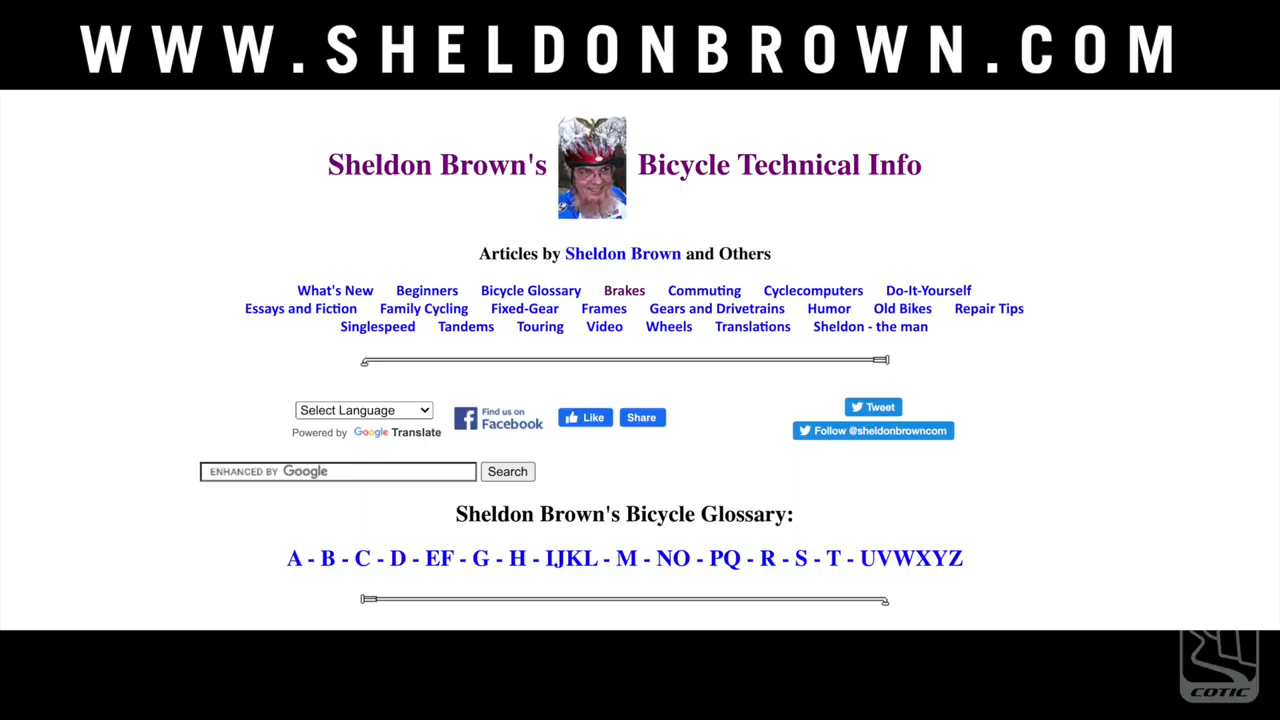 WWW.SHELDONBROWN.COM
Sheldon Brown's Bicycle Technical Info
Articles by Sheldon Brown and Others
What's New Beginners Bicycle Glossary Brakes Commuting Cyclecomputers Do-It-Yourself
Essays and Fiction Family Cycling Fixed-Gear Frames Gears and Drivetrains Humor Old Bikes Repair Tips
Singlespeed Tandems Touring Video Wheels Translations Sheldon - the man
Select Language Find us on Facebook Like Share Tweet
Powered by Google Translate Follow @sheldonbrowncom
ENHANCED BY Google Search
Sheldon Brown's Bicycle Glossary:
A - B - C - D - EF - G - H - IJKL - M - NO - PQ - R - S - T - UVWXYZ
COTIC